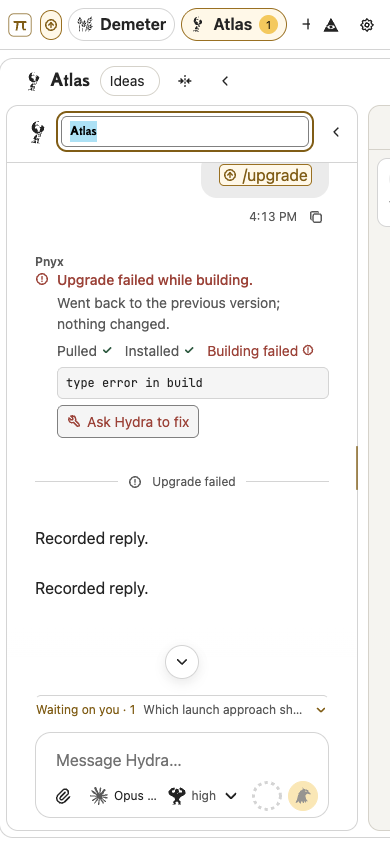 π Demeter Atlas 1
Atlas Ideas
Atlas
/upgrade
4:13 PM
Pnyx
Upgrade failed while building.
Went back to the previous version;
nothing changed.
Pulled ✓ Installed ✓ Building failed
type error in build
Ask Hydra to fix
Upgrade failed
Recorded reply.
Recorded reply.
Waiting on you · 1 Which launch approach sh...
Message Hydra...
Opus ... high